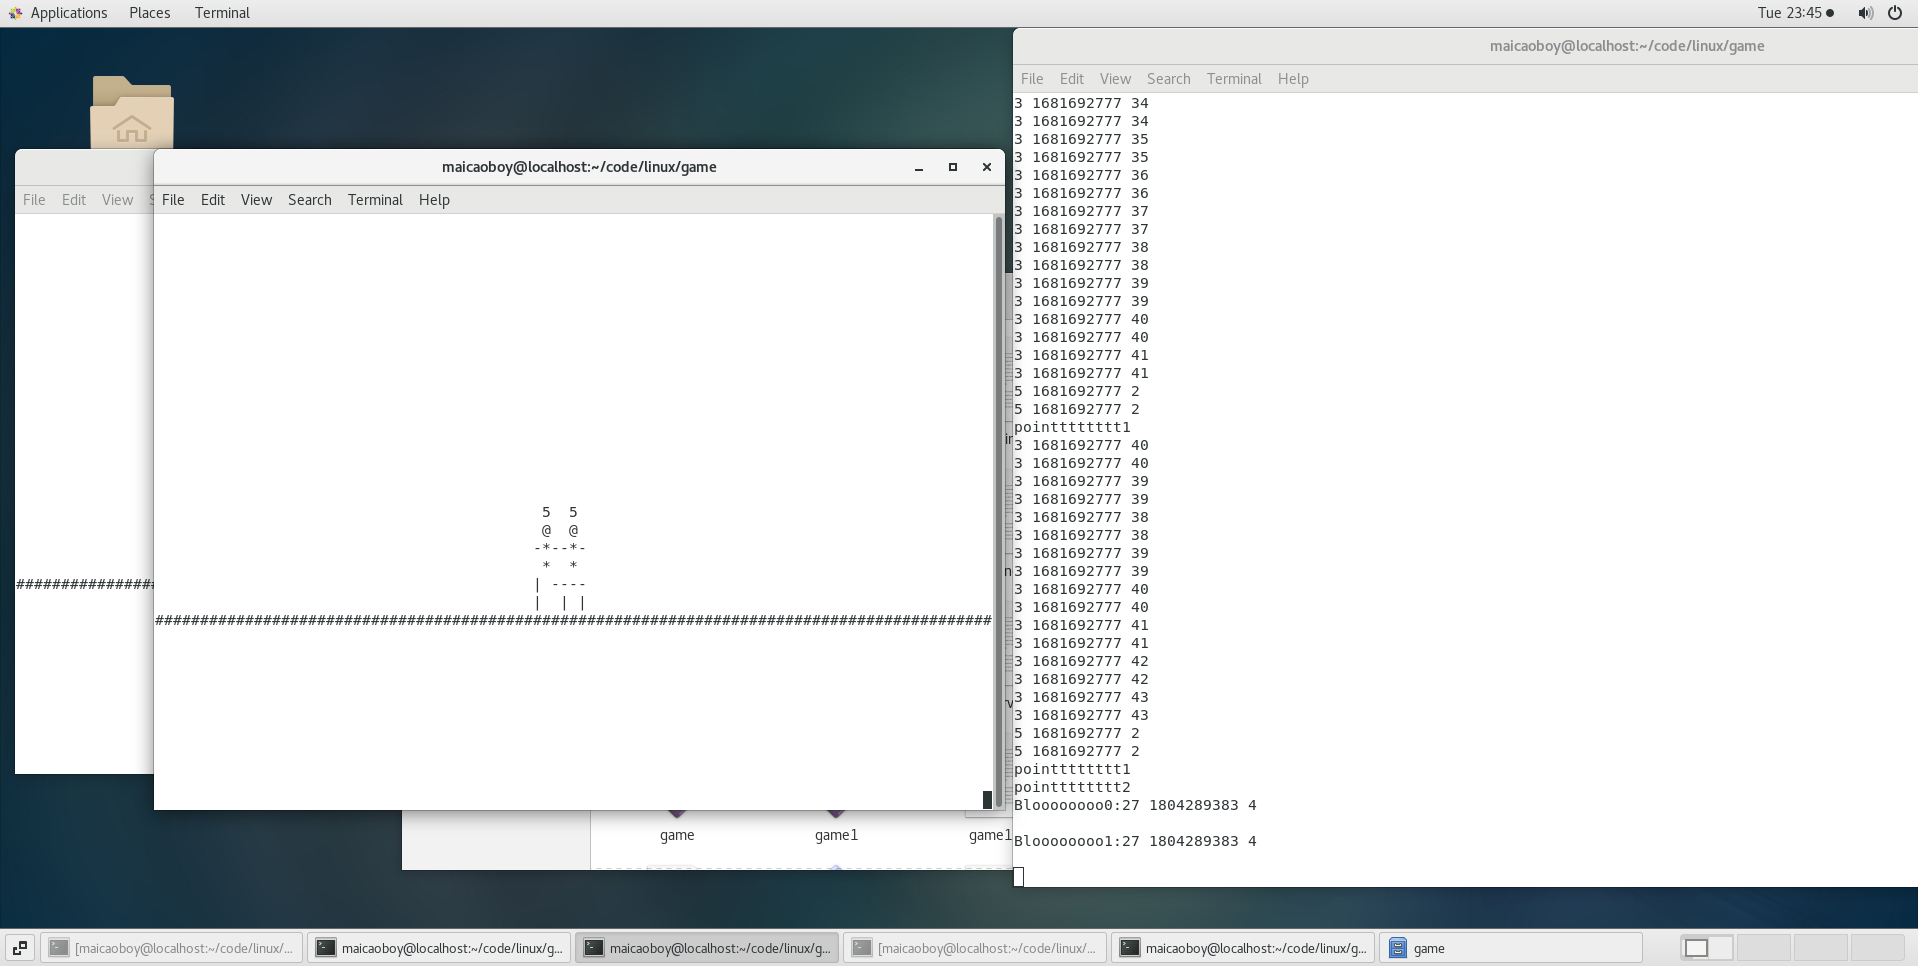 Applications Places Terminal Tue 23:45
maicaoboy@localhost:~/code/linux/game
File Edit View Search Terminal Help
3 1681692777 34
3 1681692777 34
3 1681692777 35
3 1681692777 35
3 1681692777 36
3 1681692777 36
3 1681692777 37
3 1681692777 37
3 1681692777 38
3 1681692777 38
3 1681692777 39
3 1681692777 39
3 1681692777 40
3 1681692777 40
3 1681692777 41
3 1681692777 41
5 1681692777 2
5 1681692777 2
pointttttttt1
3 1681692777 40
3 1681692777 40
3 1681692777 39
3 1681692777 39
3 1681692777 38
3 1681692777 38
3 1681692777 39
3 1681692777 39
3 1681692777 40
3 1681692777 40
3 1681692777 41
3 1681692777 41
3 1681692777 42
3 1681692777 42
3 1681692777 43
3 1681692777 43
5 1681692777 2
5 1681692777 2
pointttttttt1
pointttttttt2
Bloooooooo0:27 1804289383 4
Bloooooooo1:27 1804289383 4
File Edit View S
################
maicaoboy@localhost:~/code/linux/game
File Edit View Search Terminal Help
5  5
@  @
-*--*-
*  *
| ----
|  | |
#############################################################################################
game game1 game1
[maicaoboy@localhost:~/code/linux/... maicaoboy@localhost:~/code/linux/g... maicaoboy@localhost:~/code/linux/g... [maicaoboy@localhost:~/code/linux/... maicaoboy@localhost:~/code/linux/g... game